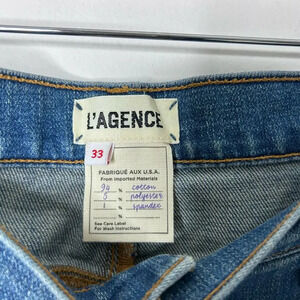 L'AGENCE
33
FABRIQUÉ AUX U.S.A.
From Imported Materials
94 % cotton
5 % polyester
1 % spandex
See Care Label
For Wash Instructions